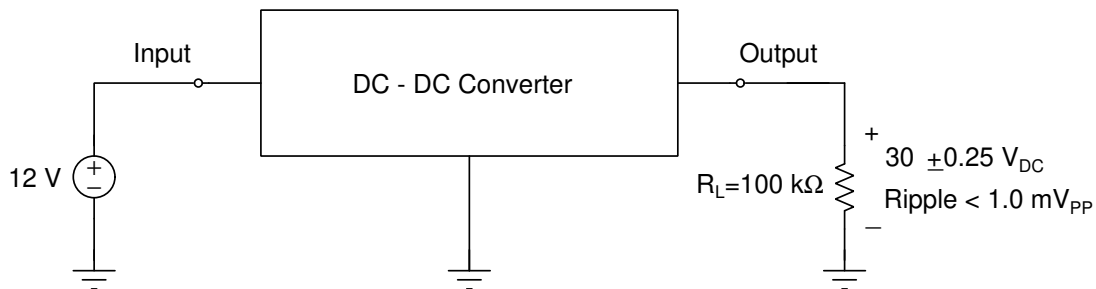 Input
Output
DC - DC Converter
12 V
+
−
R_L=100 kΩ
+
30 ±0.25 V_DC
Ripple < 1.0 mV_PP
−